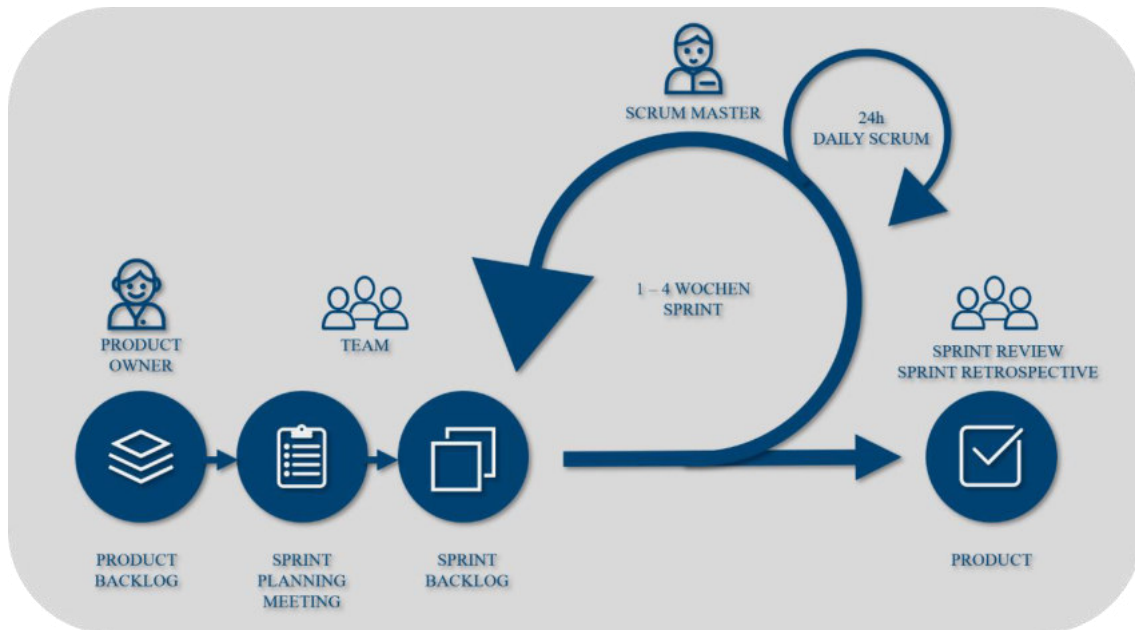 SCRUM MASTER
24h
DAILY SCRUM
1 – 4 WOCHEN
SPRINT
PRODUCT
OWNER
TEAM
SPRINT REVIEW
SPRINT RETROSPECTIVE
PRODUCT
BACKLOG
SPRINT
PLANNING
MEETING
SPRINT
BACKLOG
PRODUCT